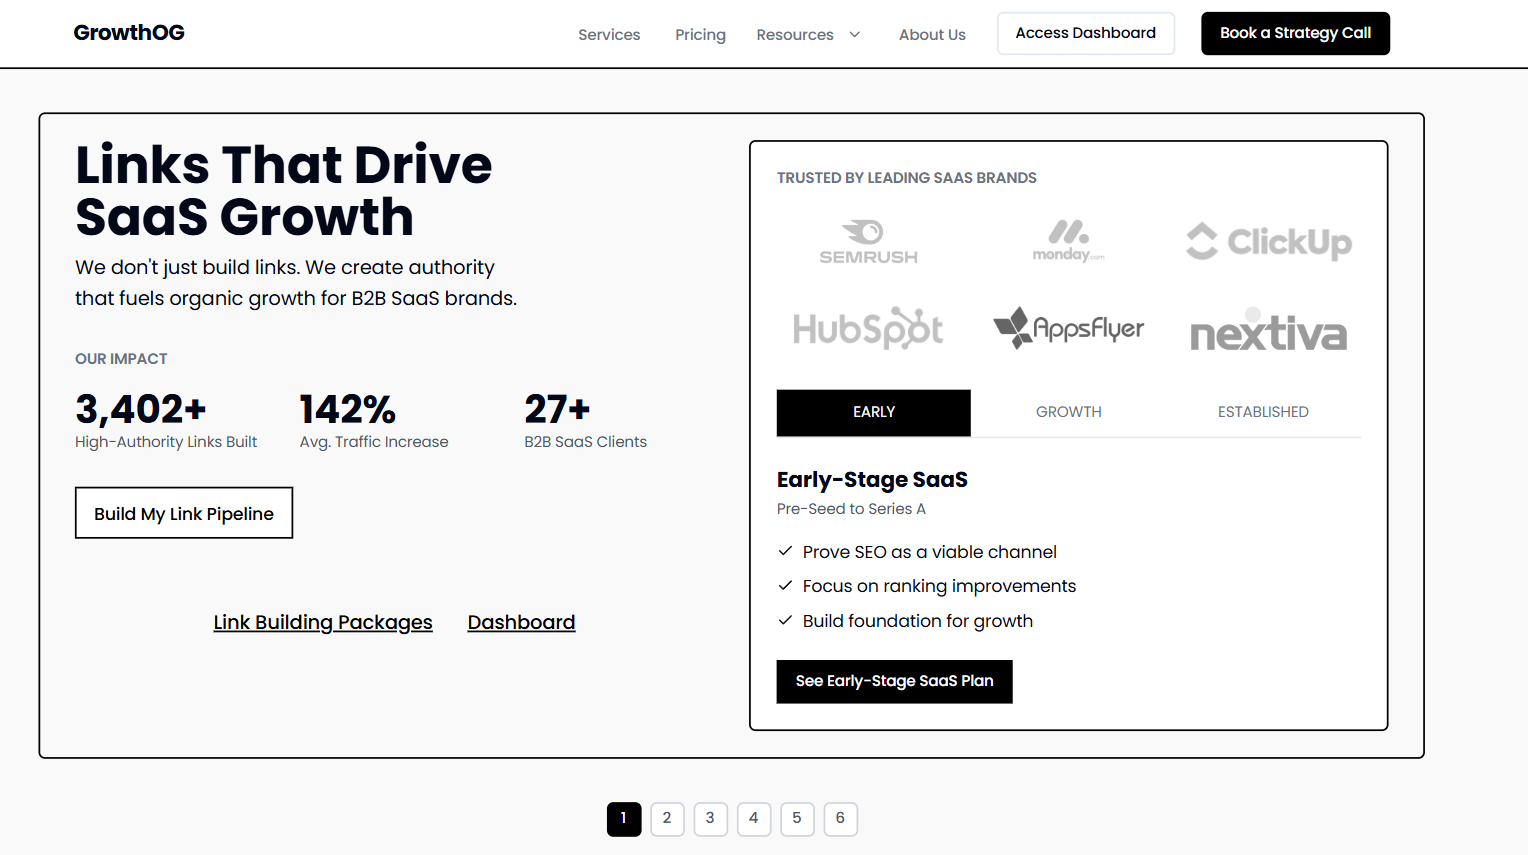 GrowthOG
Services
Pricing
Resources
About Us
Access Dashboard
Book a Strategy Call
Links That Drive
SaaS Growth
We don't just build links. We create authority
that fuels organic growth for B2B SaaS brands.
OUR IMPACT
3,402+
High-Authority Links Built
142%
Avg. Traffic Increase
27+
B2B SaaS Clients
Build My Link Pipeline
Link Building Packages
Dashboard
TRUSTED BY LEADING SAAS BRANDS
SEMRUSH
monday.com
ClickUp
HubSpot
AppsFlyer
nextiva
EARLY
GROWTH
ESTABLISHED
Early-Stage SaaS
Pre-Seed to Series A
Prove SEO as a viable channel
Focus on ranking improvements
Build foundation for growth
See Early-Stage SaaS Plan
1 2 3 4 5 6